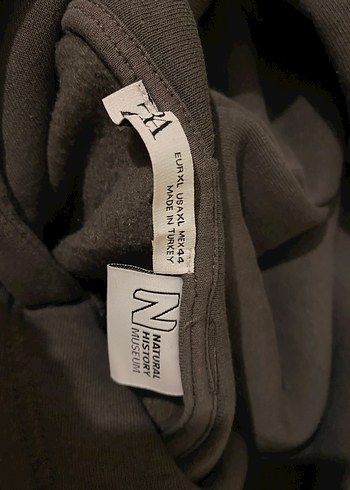 EUR XL USA XL MEX 44
MADE IN TURKEY
N
NATURAL
HISTORY
MUSEUM